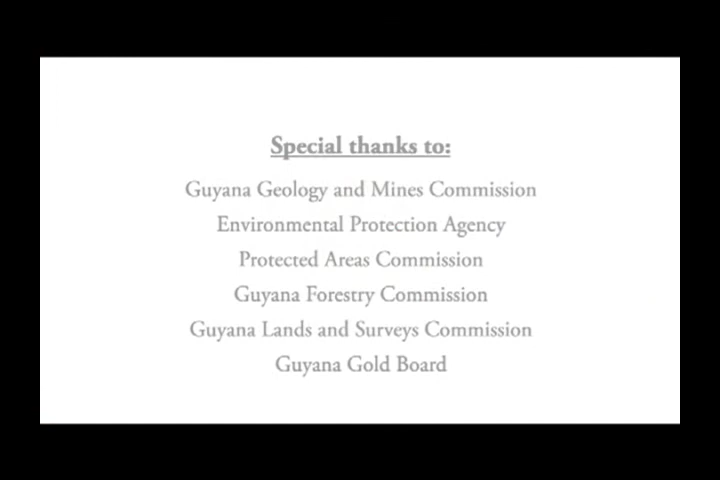 Special thanks to:
Guyana Geology and Mines Commission
Environmental Protection Agency
Protected Areas Commission
Guyana Forestry Commission
Guyana Lands and Surveys Commission
Guyana Gold Board